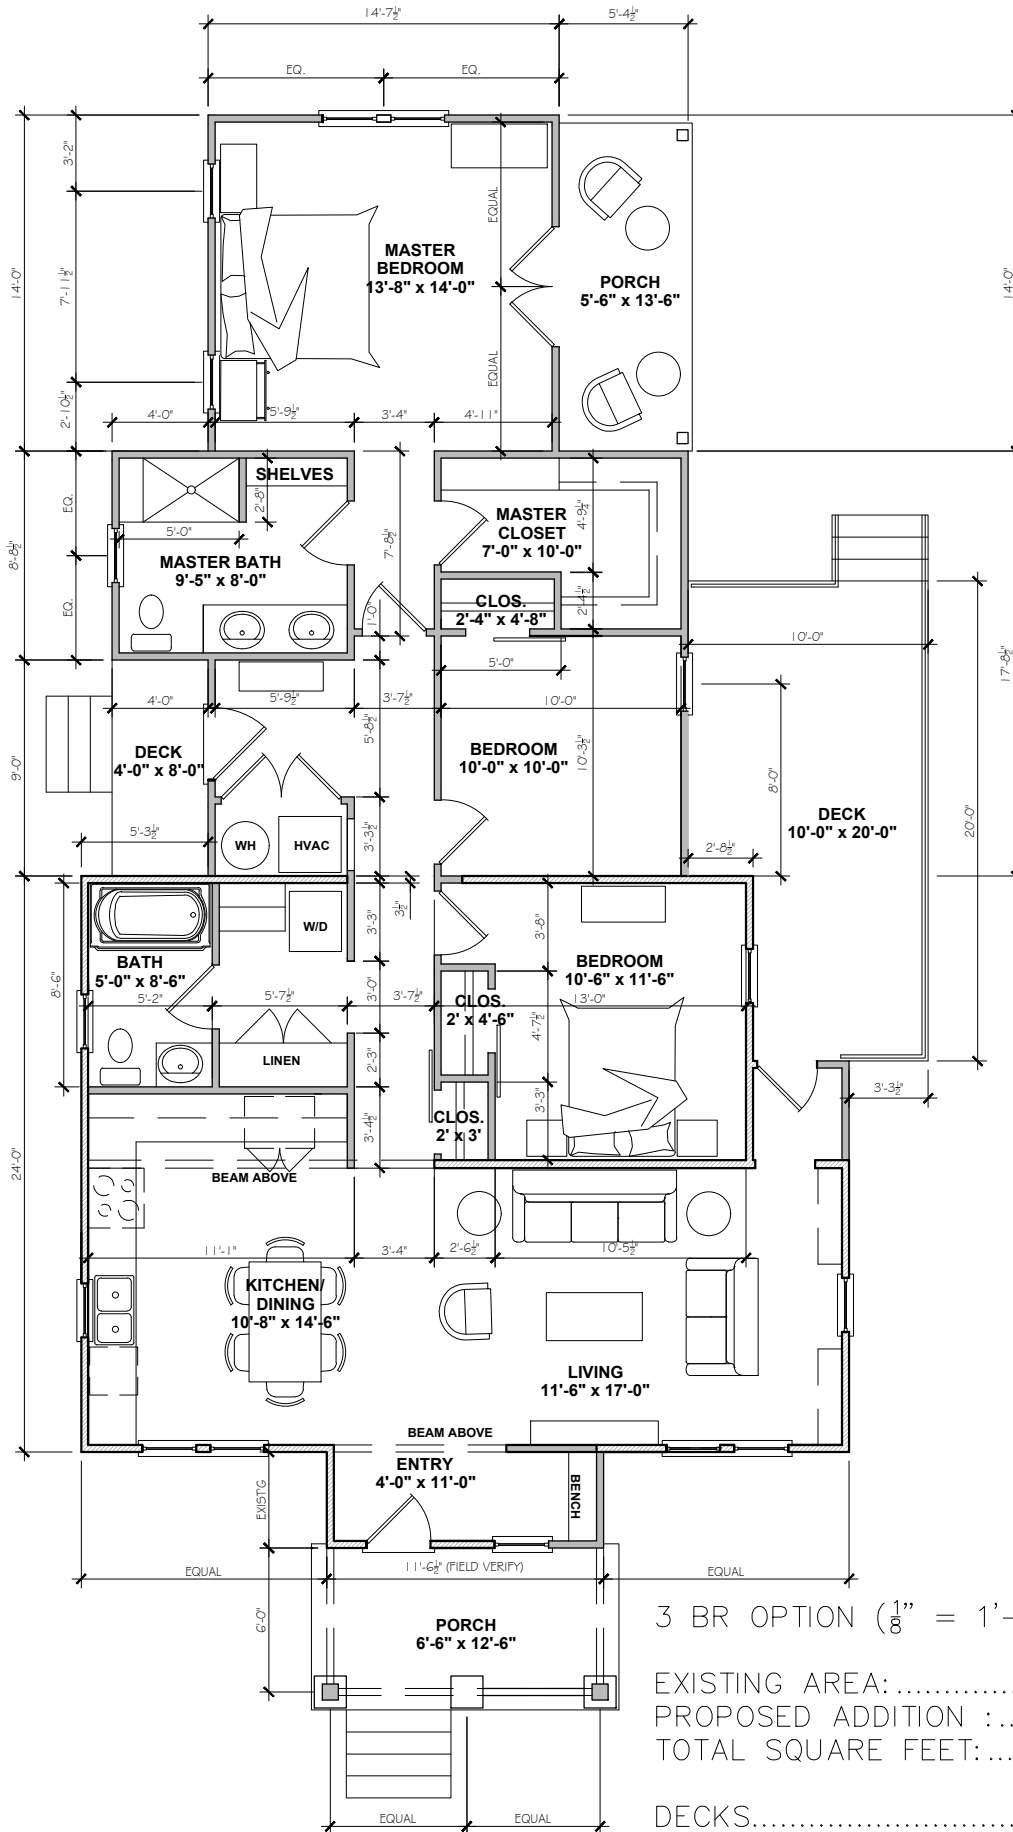 14'-7½"
5'-4½"
EQ.
EQ.
3'-2"
14'-0"
7'-11½"
2'-10½"
EQUAL
EQUAL
MASTER
BEDROOM
13'-8" x 14'-0"
PORCH
5'-6" x 13'-6"
14'-0"
4'-0"
5'-9½"
3'-4"
4'-11"
SHELVES
2'-8"
5'-0"
EQ.
EQ.
8'-8½"
MASTER BATH
9'-5" x 8'-0"
7'-8½"
1'-0"
MASTER
CLOSET
7'-0" x 10'-0"
4'-9¼"
2'-4½"
CLOS.
2'-4" x 4'-8"
5'-0"
10'-0"
17'-8½"
4'-0"
5'-9½"
3'-7½"
10'-0"
5'-8½"
9'-0"
DECK
4'-0" x 8'-0"
BEDROOM
10'-0" x 10'-0"
10'-3½"
8'-0"
DECK
10'-0" x 20'-0"
20'-0"
5'-3½"
WH
HVAC
3'-3½"
2'-8½"
3½"
W/D
3'-3"
3'-8"
BATH
5'-0" x 8'-6"
8'-6"
BEDROOM
10'-6" x 11'-6"
5'-2"
5'-7½"
3'-0"
3'-7½"
13'-0"
CLOS.
2' x 4'-6"
4'-7½"
LINEN
2'-3"
3'-3"
3'-3½"
CLOS.
2' x 3'
3'-4½"
24'-0"
BEAM ABOVE
11'-1"
3'-4"
2'-6½"
10'-5½"
KITCHEN/
DINING
10'-8" x 14'-6"
LIVING
11'-6" x 17'-0"
BEAM ABOVE
ENTRY
4'-0" x 11'-0"
BENCH
EXIST'G
EQUAL
11'-6½" (FIELD VERIFY)
EQUAL
6'-0"
PORCH
6'-6" x 12'-6"
EQUAL
EQUAL
3 BR OPTION (⅛" = 1'-
EXISTING AREA:............
PROPOSED ADDITION :..
TOTAL SQUARE FEET:...
DECKS...........................